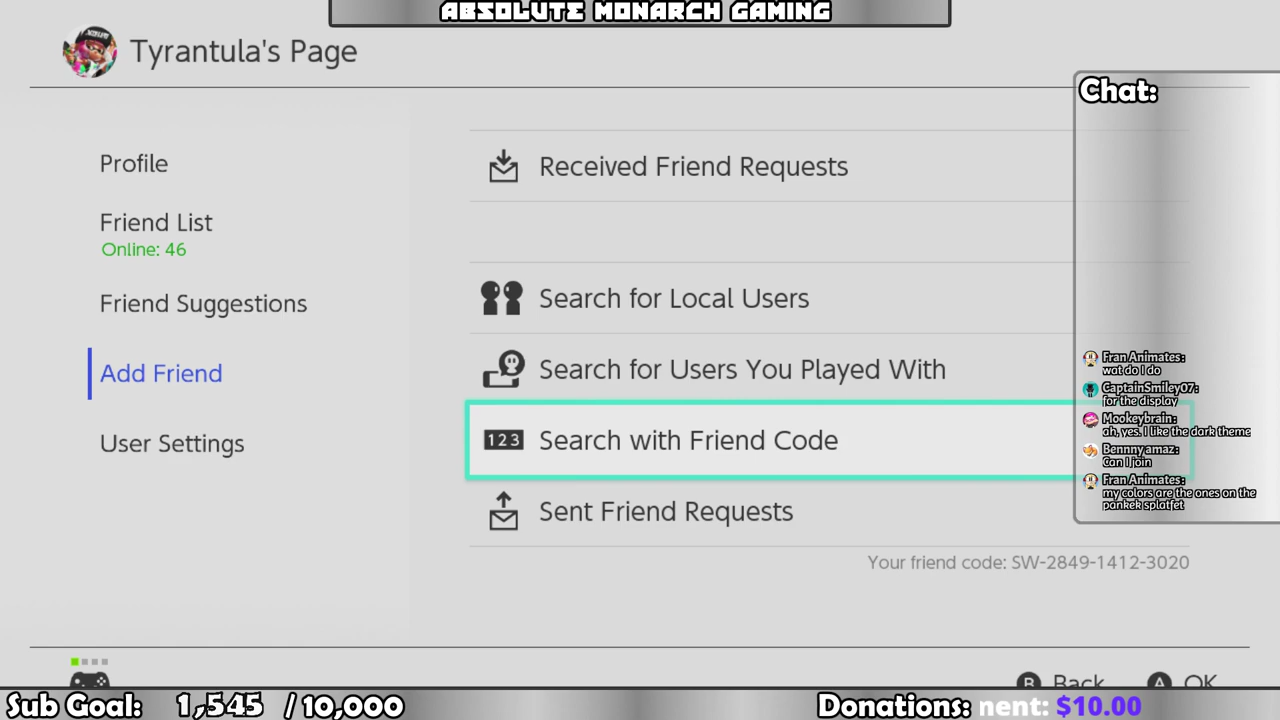 ABSOLUTE MONARCH GAMING
Tyrantula's Page
Chat:
Profile
Friend List
Online: 46
Friend Suggestions
Add Friend
User Settings
Received Friend Requests
Search for Local Users
Search for Users You Played With
123 Search with Friend Code
Sent Friend Requests
Your friend code: SW-2849-1412-3020
Fran Animates:
wat do I do
CaptainSmiley07:
for the display
Mookeybrain:
ah, yes. I like the dark theme
Bennny amaz:
Can I join
Fran Animates:
my colors are the ones on the
pankek splatfet
B Back A OK
Sub Goal: 1,545 / 10,000
Donations: nent: $10.00